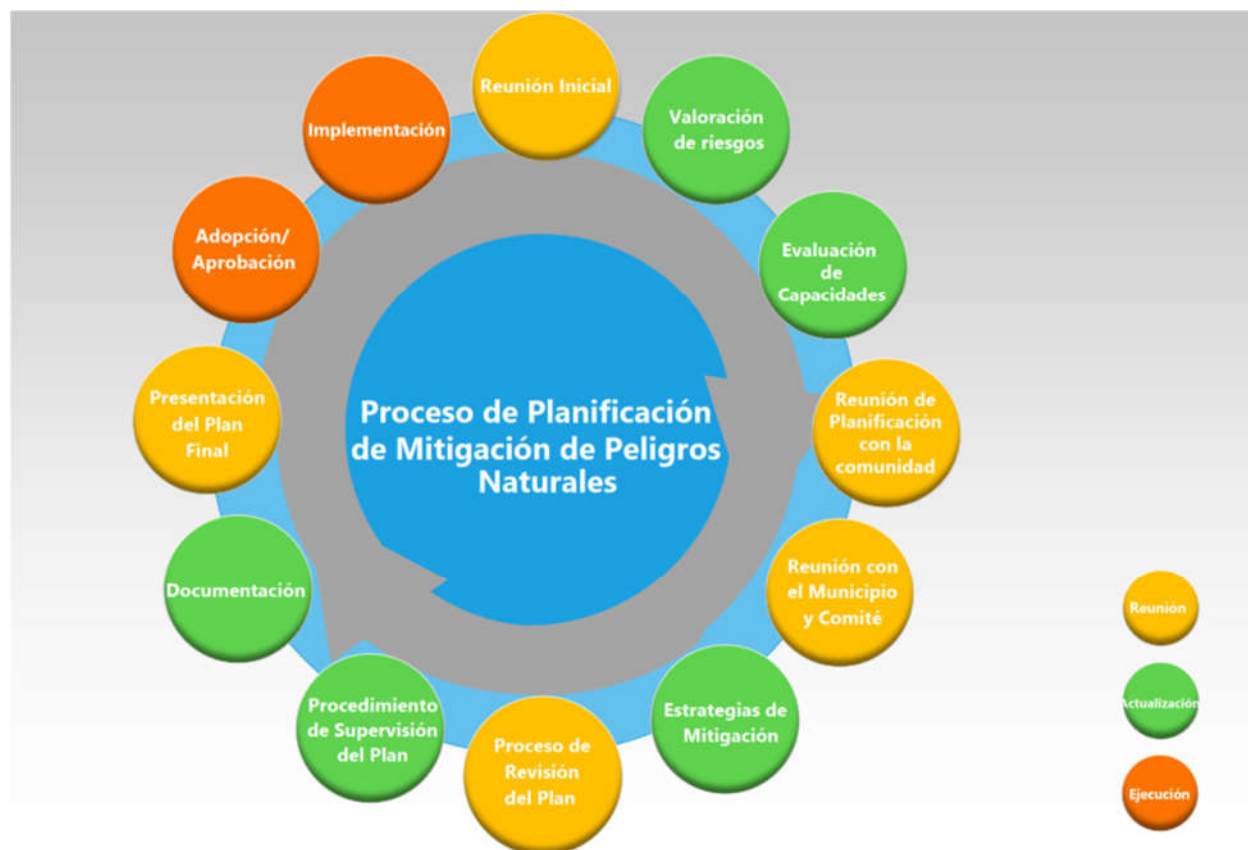 Reunión Inicial
Valoración
de riesgos
Evaluación
de
Capacidades
Reunión de
Planificación
con la
comunidad
Reunión con
el Municipio
y Comité
Estrategias de
Mitigación
Proceso de
Revisión
del Plan
Procedimiento
de Supervisión
del Plan
Documentación
Presentación
del Plan
Final
Adopción/
Aprobación
Implementación
Proceso de Planificación
de Mitigación de Peligros
Naturales
Reunión
Actualización
Ejecución